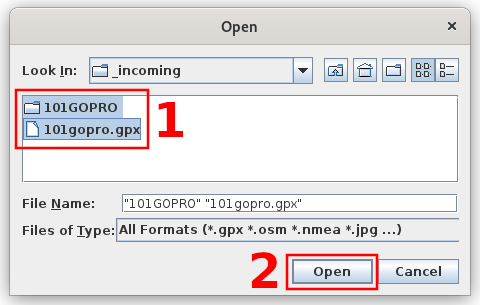 Open
Look In: _incoming
101GOPRO
101gopro.gpx
1
File Name: "101GOPRO" "101gopro.gpx"
Files of Type: All Formats (*.gpx *.osm *.nmea *.jpg ...)
2
Open Cancel